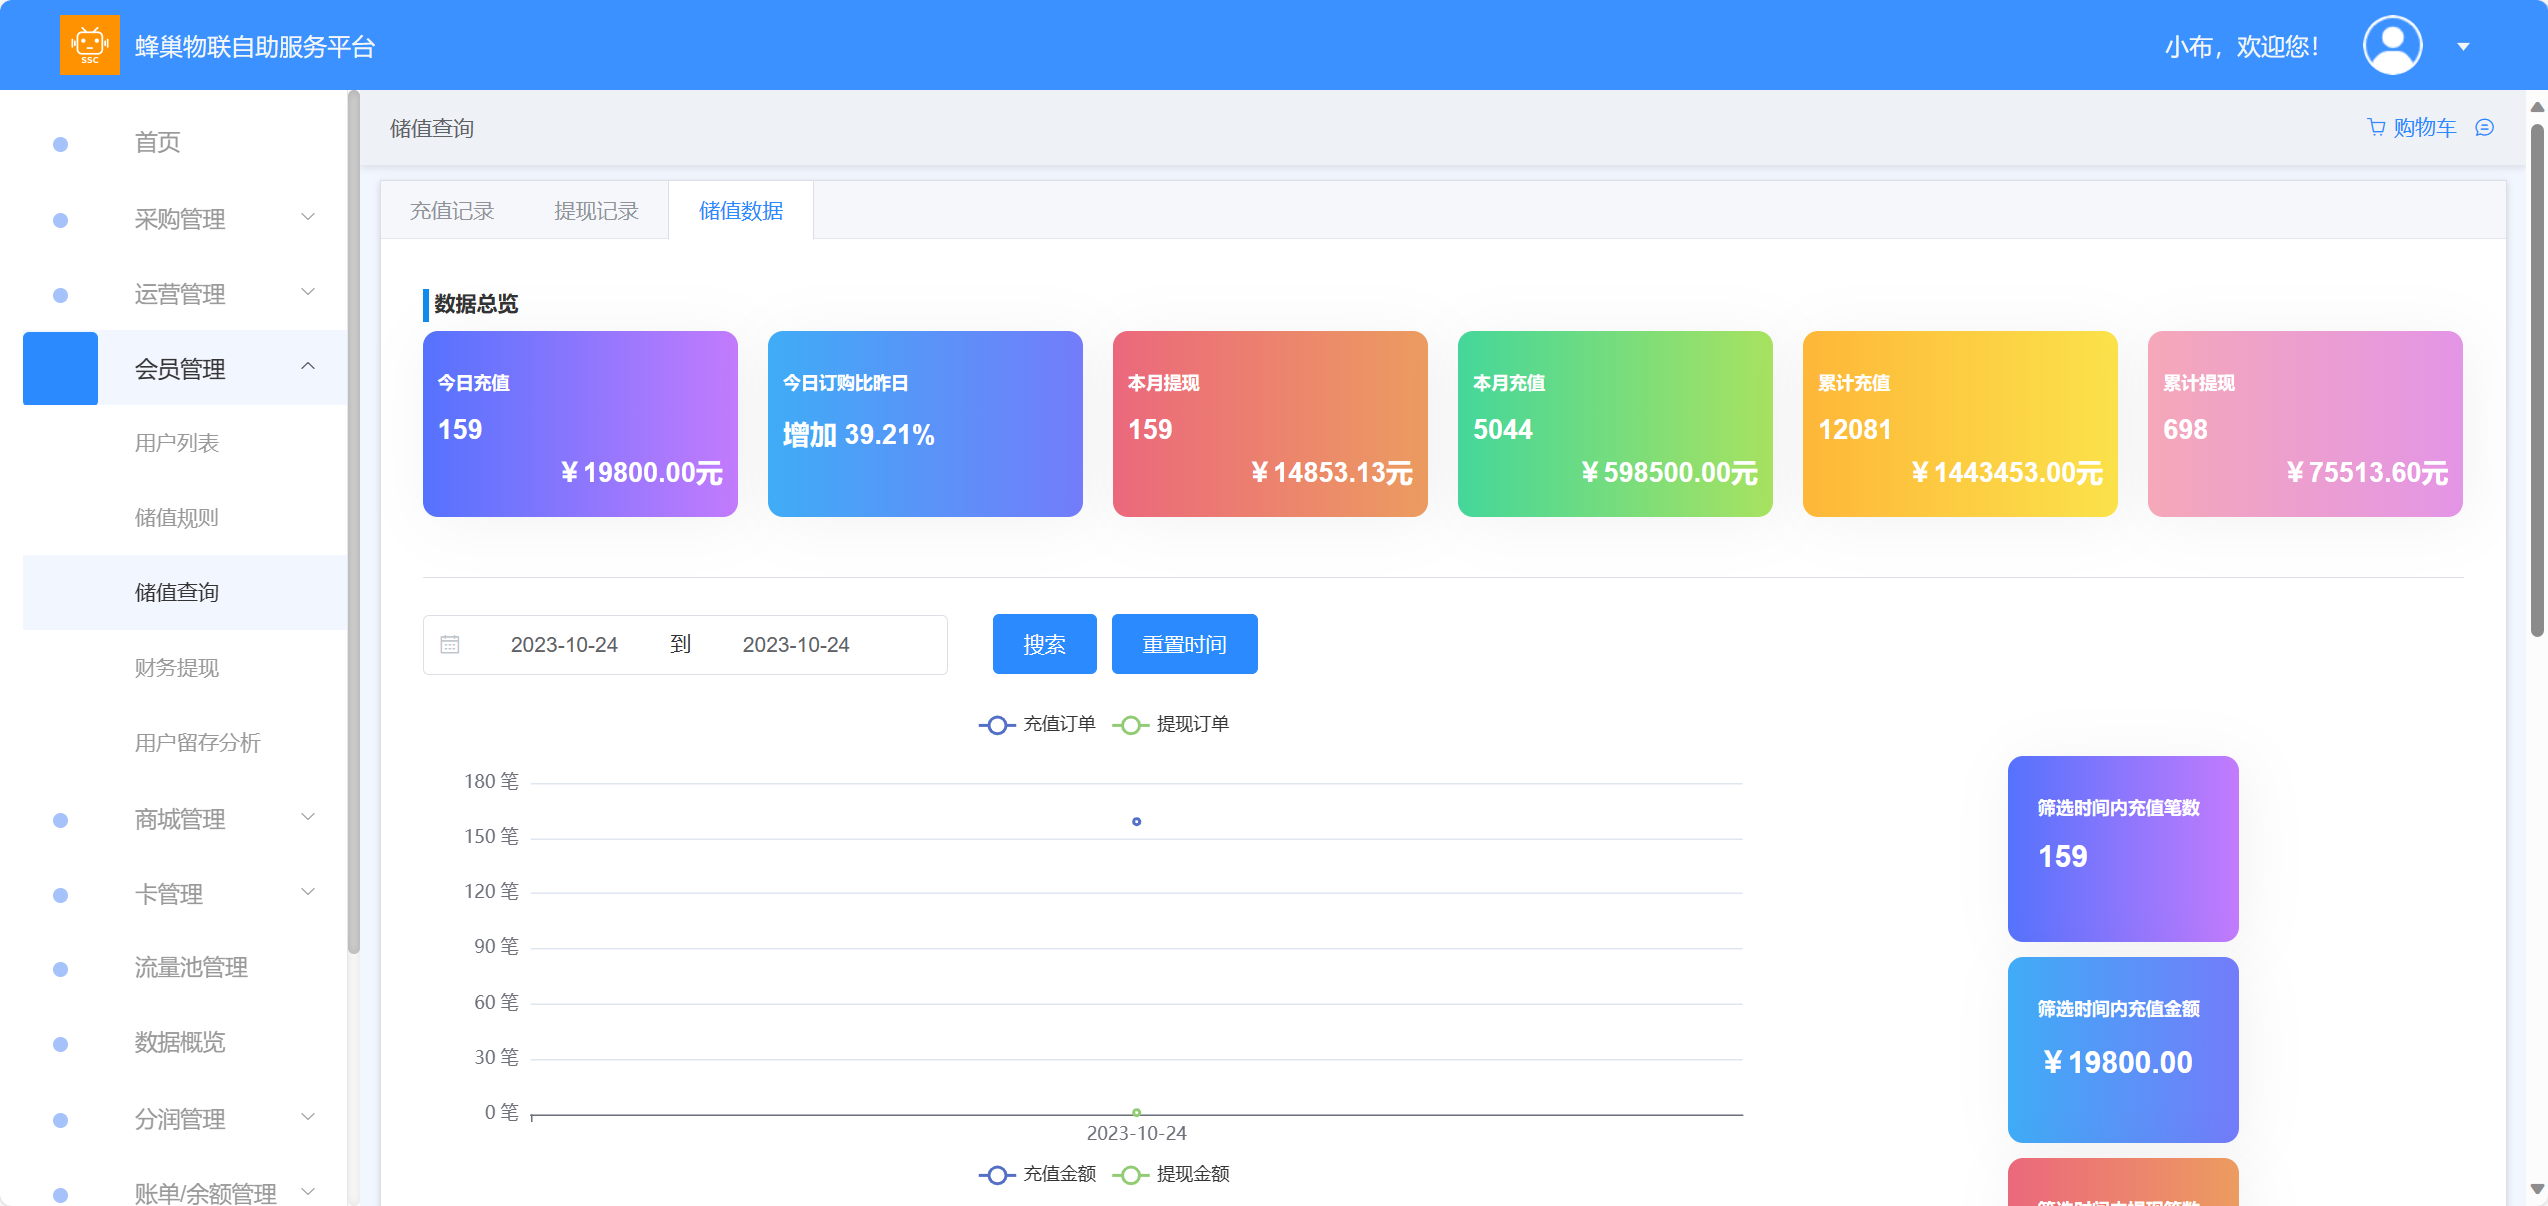 SSC
蜂巢物联自助服务平台
小布，欢迎您！
首页
采购管理
运营管理
会员管理
用户列表
储值规则
储值查询
财务提现
用户留存分析
商城管理
卡管理
流量池管理
数据概览
分润管理
账单/余额管理
储值查询
购物车
充值记录 提现记录 储值数据
数据总览
今日充值
159
￥19800.00元
今日订购比昨日
增加 39.21%
本月提现
159
￥14853.13元
本月充值
5044
￥598500.00元
累计充值
12081
￥1443453.00元
累计提现
698
￥75513.60元
2023-10-24 到 2023-10-24
搜索
重置时间
充值订单 提现订单
180 笔
150 笔
120 笔
90 笔
60 笔
30 笔
0 笔
2023-10-24
充值金额 提现金额
筛选时间内充值笔数
159
筛选时间内充值金额
￥19800.00
筛选时间内提现笔数